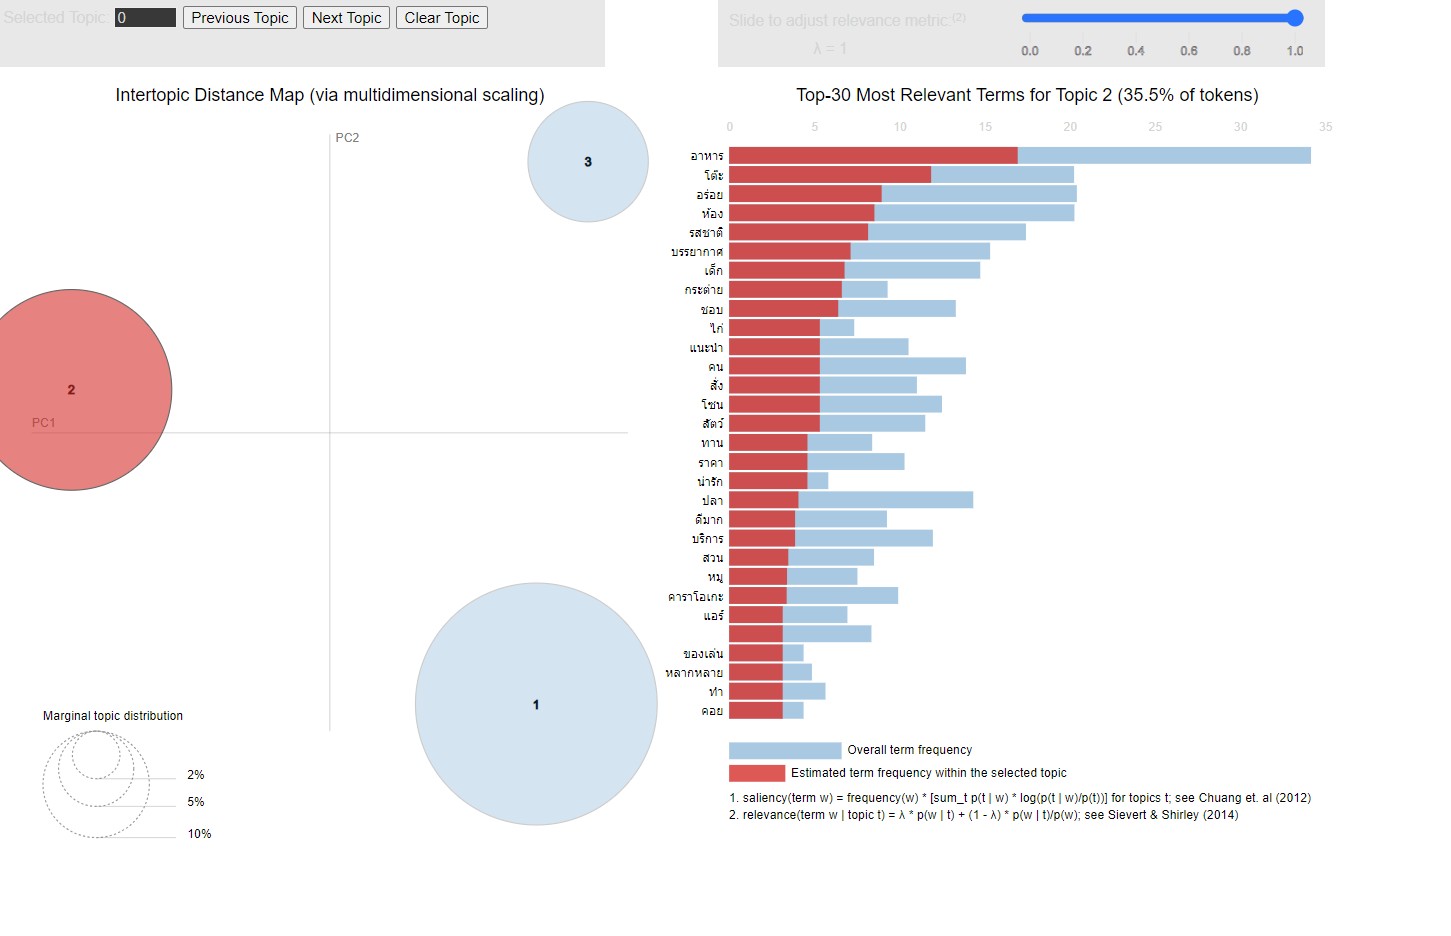 Selected Topic: 0 Previous Topic Next Topic Clear Topic
Slide to adjust relevance metric:(2)
λ = 1
0.0 0.2 0.4 0.6 0.8 1.0
Intertopic Distance Map (via multidimensional scaling)
PC2
3
2
PC1
1
Marginal topic distribution
2%
5%
10%
Top-30 Most Relevant Terms for Topic 2 (35.5% of tokens)
0 5 10 15 20 25 30 35
อาหาร
โต๊ะ
อร่อย
ห้อง
รสชาติ
บรรยากาศ
เด็ก
กระต่าย
ชอบ
ไก่
แนะนำ
คน
สั่ง
โซน
สัตว์
ทาน
ราคา
น่ารัก
ปลา
ดีมาก
บริการ
สวน
หมู
คาราโอเกะ
แอร์
ของเล่น
หลากหลาย
ทำ
คอย
Overall term frequency
Estimated term frequency within the selected topic
1. saliency(term w) = frequency(w) * [sum_t p(t | w) * log(p(t | w)/p(t))] for topics t; see Chuang et. al (2012)
2. relevance(term w | topic t) = λ * p(w | t) + (1 - λ) * p(w | t)/p(w); see Sievert & Shirley (2014)